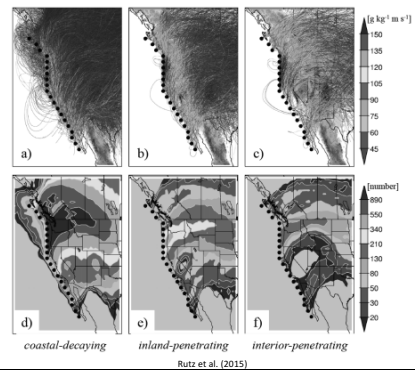 [g kg⁻¹ m s⁻¹]
150
135
120
105
90
75
60
45
a)
b)
c)
[number]
890
550
340
210
130
80
50
30
20
d)
e)
f)
coastal-decaying
inland-penetrating
interior-penetrating
Rutz et al. (2015)